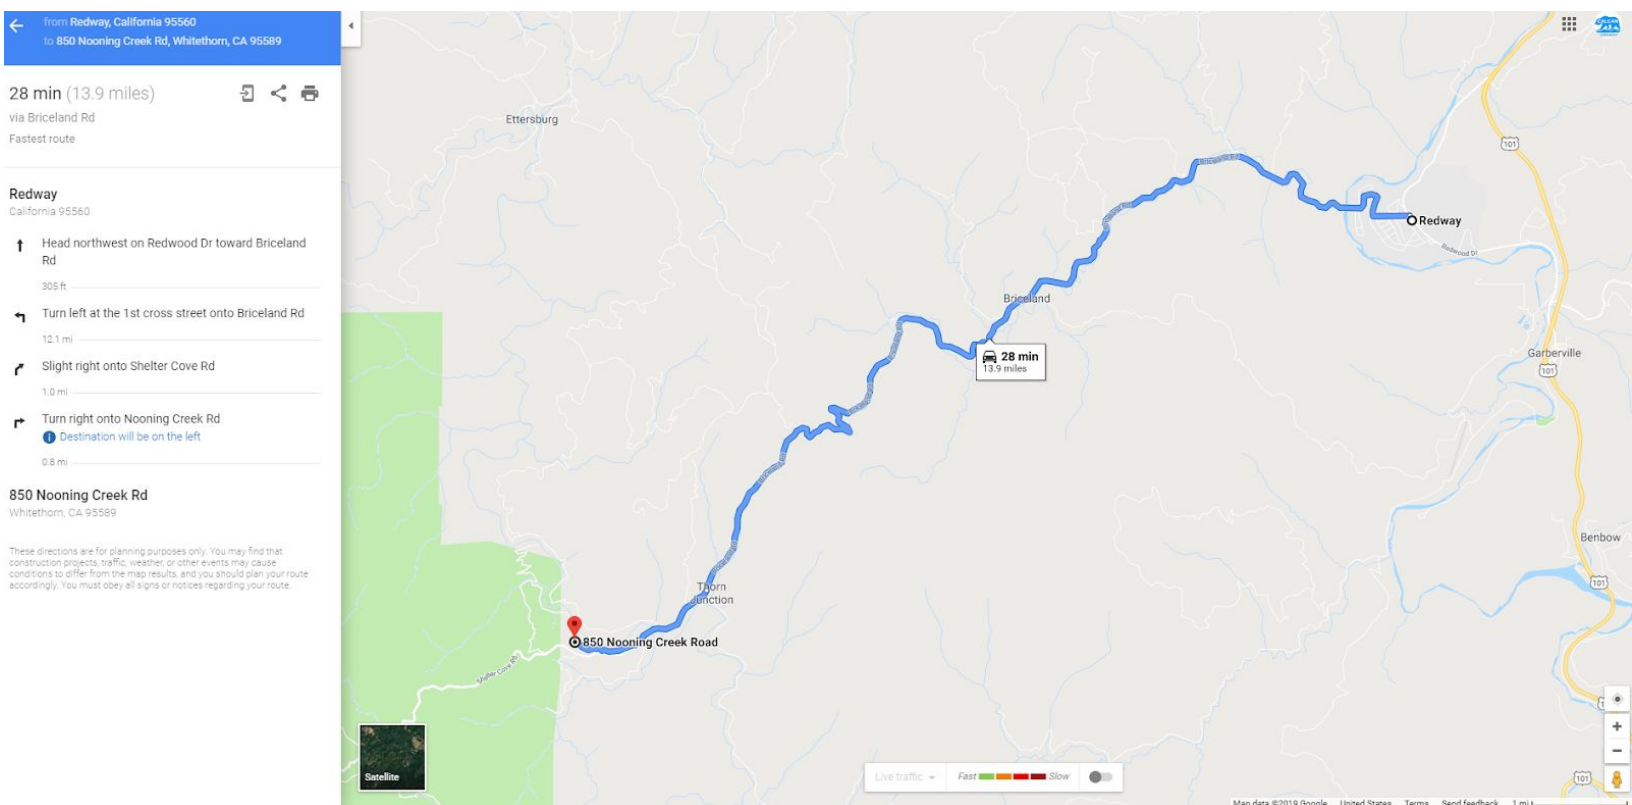 from Redway, California 95560
to 850 Nooning Creek Rd, Whitethorn, CA 95589
28 min (13.9 miles)
via Briceland Rd
Fastest route
Redway
California 95560
Head northwest on Redwood Dr toward Briceland
Rd
305 ft
Turn left at the 1st cross street onto Briceland Rd
12.1 mi
Slight right onto Shelter Cove Rd
1.0 mi
Turn right onto Nooning Creek Rd
Destination will be on the left
0.8 mi
850 Nooning Creek Rd
Whitethorn, CA 95589
These directions are for planning purposes only. You may find that
construction projects, traffic, weather, or other events may cause
conditions to differ from the map results, and you should plan your route
accordingly. You must obey all signs or notices regarding your route.
Ettersburg
101
Redway
Redwood Dr
Briceland
28 min
13.9 miles
Garberville
101
Benbow
101
Thorn
Junction
850 Nooning Creek Road
Shelter Cove Rd
Satellite
Live traffic
Fast
Slow
101
Map data ©2019 Google
United States
Terms
Send feedback
1 mi